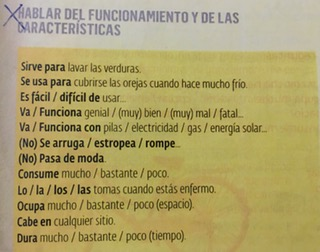 HABLAR DEL FUNCIONAMIENTO Y DE LAS
CARACTERÍSTICAS
Sirve para lavar las verduras.
Se usa para cubrirse las orejas cuando hace mucho frío.
Es fácil / difícil de usar...
Va / Funciona genial / (muy) bien / (muy) mal / fatal...
Va / Funciona con pilas / electricidad / gas / energía solar...
(No) Se arruga / estropea / rompe...
(No) Pasa de moda.
Consume mucho / bastante / poco.
Lo / la / los / las tomas cuando estás enfermo.
Ocupa mucho / bastante / poco (espacio).
Cabe en cualquier sitio.
Dura mucho / bastante / poco (tiempo).